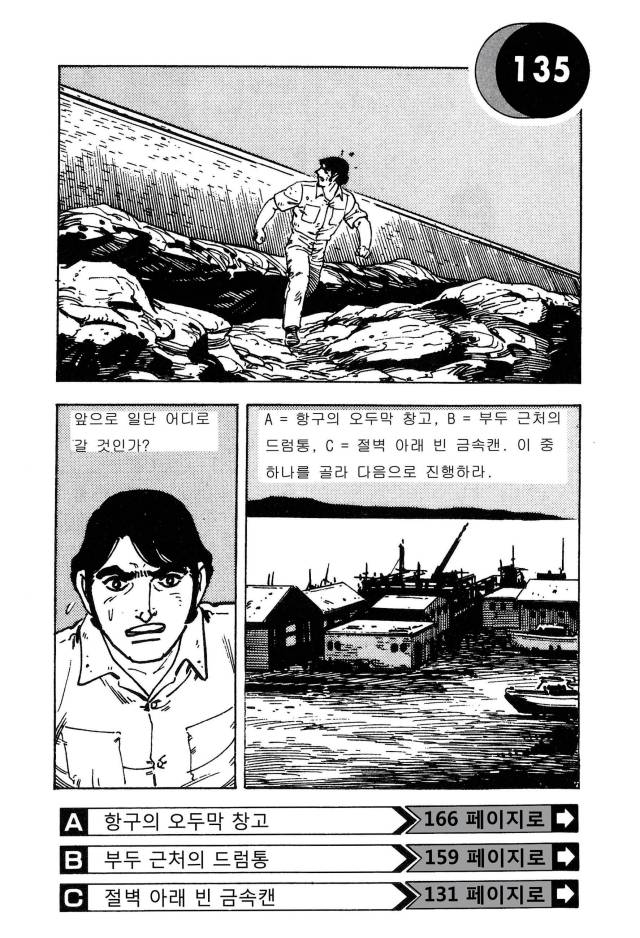 135
앞으로 일단 어디로
갈 것인가?
A = 항구의 오두막 창고, B = 부두 근처의
드럼통, C = 절벽 아래 빈 금속캔. 이 중
하나를 골라 다음으로 진행하라.
A 항구의 오두막 창고 166 페이지로
B 부두 근처의 드럼통 159 페이지로
C 절벽 아래 빈 금속캔 131 페이지로